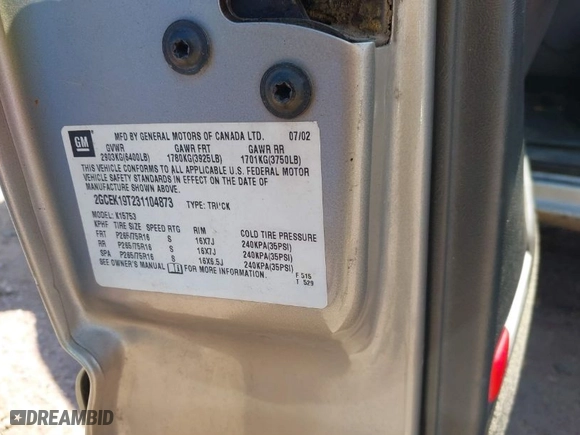 GM
MFD BY GENERAL MOTORS OF CANADA LTD. 07/02
GVWR GAWR FRT GAWR RR
2903KG(6400LB) 1780KG(3925LB) 1701KG(3750LB)
THIS VEHICLE CONFORMS TO ALL APPLICABLE U.S. FEDERAL MOTOR
VEHICLE SAFETY STANDARDS IN EFFECT ON THE DATE OF
MANUFACTURE SHOWN ABOVE.
2GCEK19T231104873 TYPE: TRUCK
MODEL: K15753
KPHF TIRE SIZE SPEED RTG RIM COLD TIRE PRESSURE
FRT P265/75R16 S 16X7J 240KPA(35PSI)
RR P265/75R16 S 16X7J 240KPA(35PSI)
SPA P265/75R16 S 16X6.5J 240KPA(35PSI)
SEE OWNER'S MANUAL FOR MORE INFORMATION.
F 515
T 529
DREAMBID